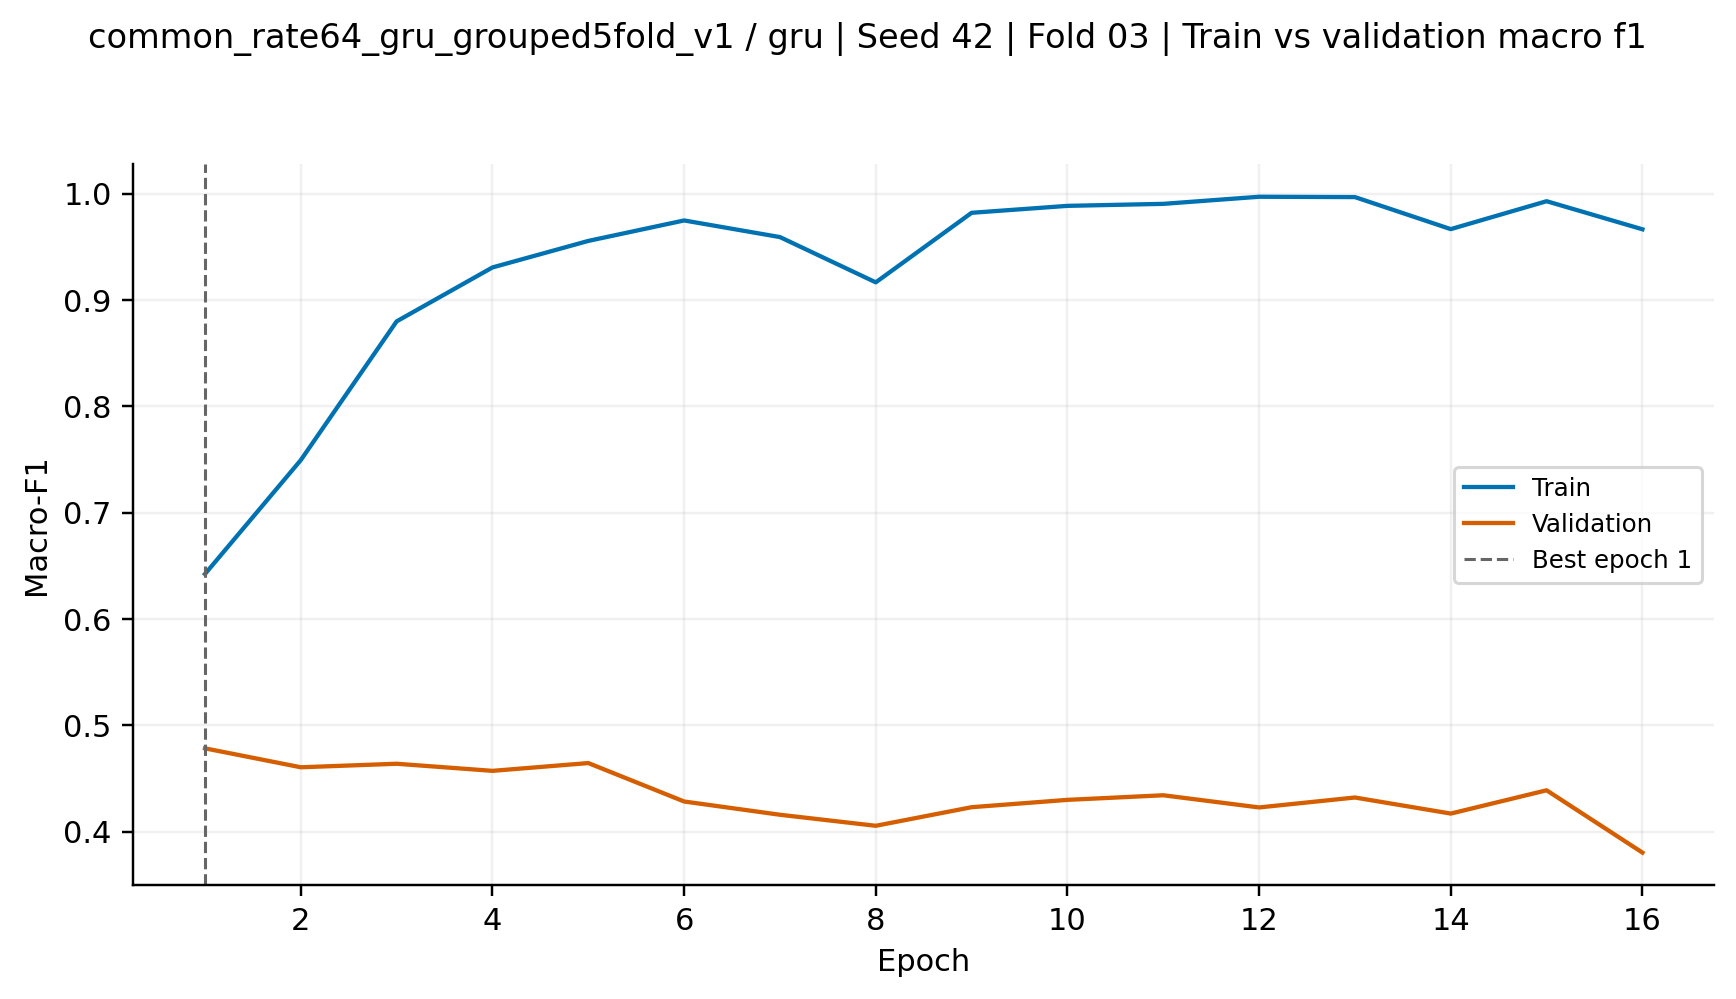 common_rate64_gru_grouped5fold_v1 / gru | Seed 42 | Fold 03 | Train vs validation macro f1
1.0
0.9
0.8
0.7
0.6
0.5
0.4
Macro-F1
Train
Validation
Best epoch 1
2 4 6 8 10 12 14 16
Epoch